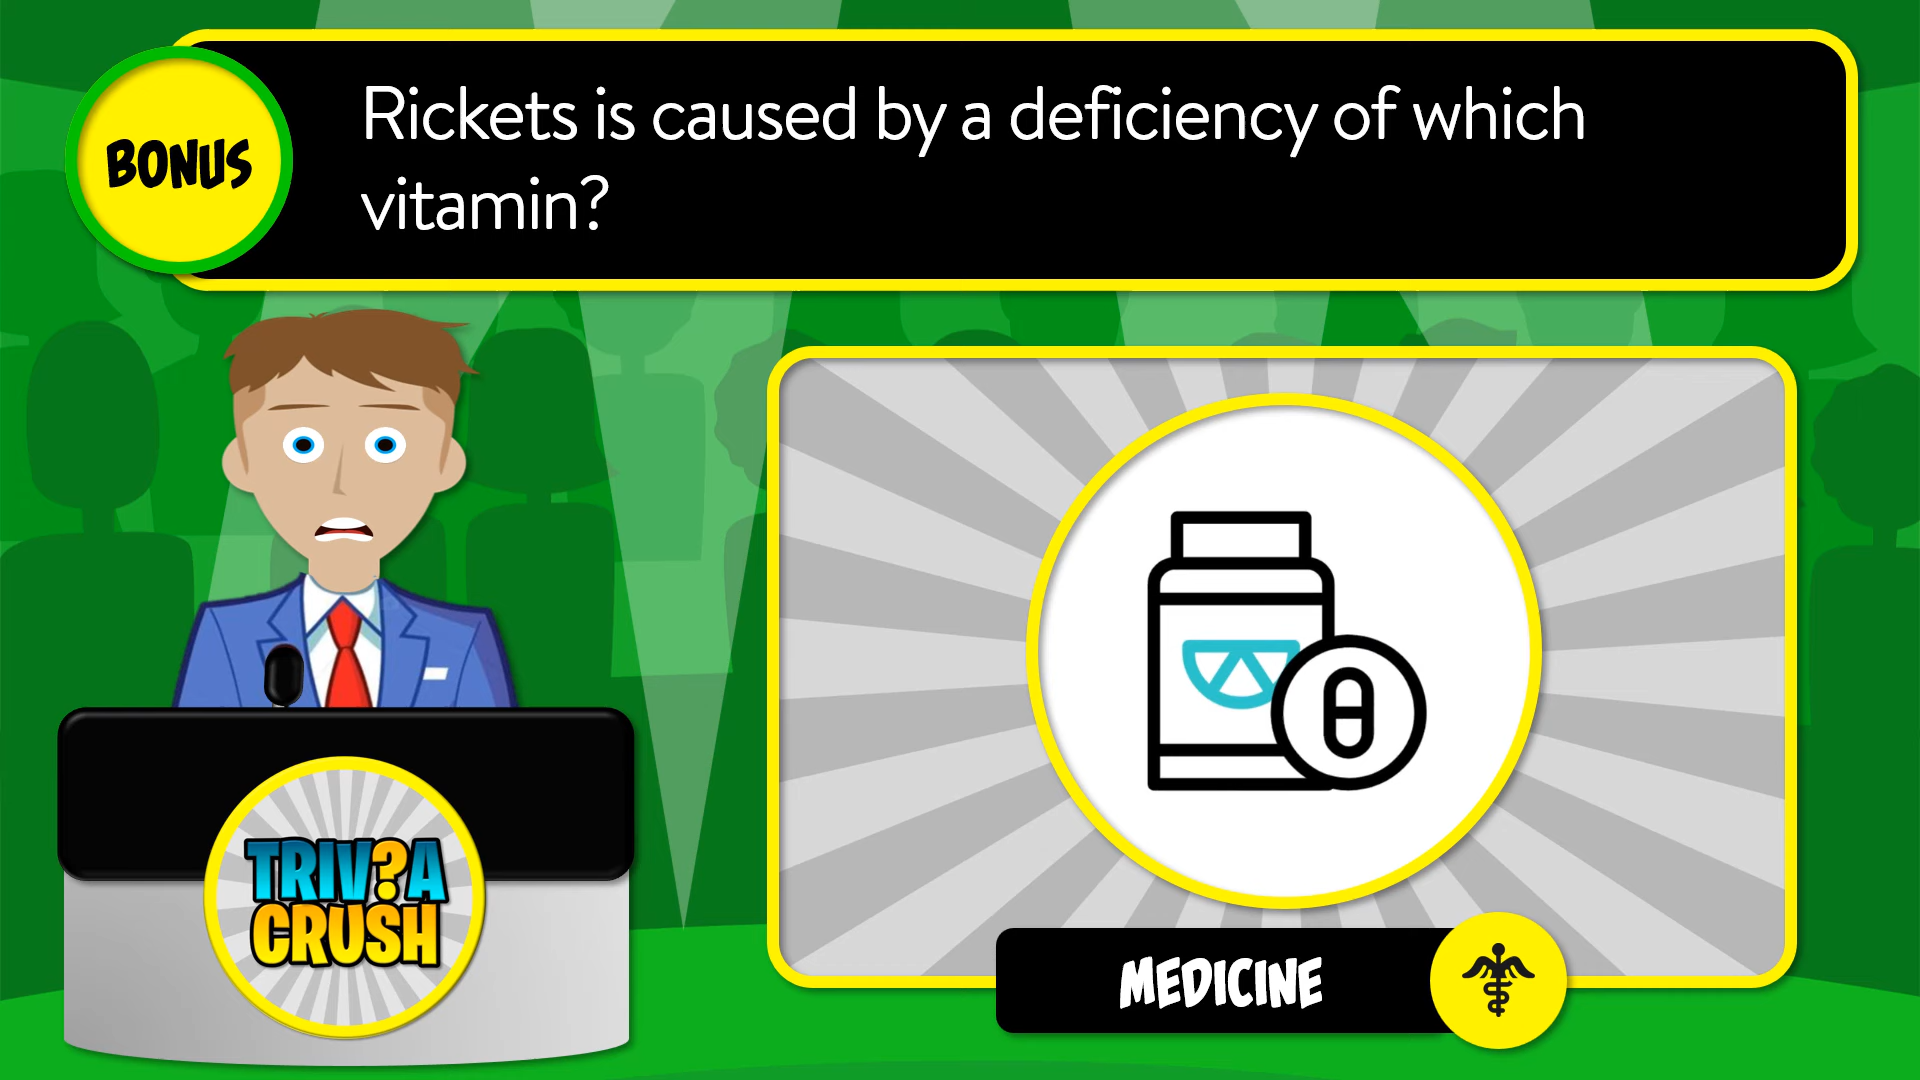 BONUS
Rickets is caused by a deficiency of which
vitamin?
TRIV?A
CRUSH
MEDICINE